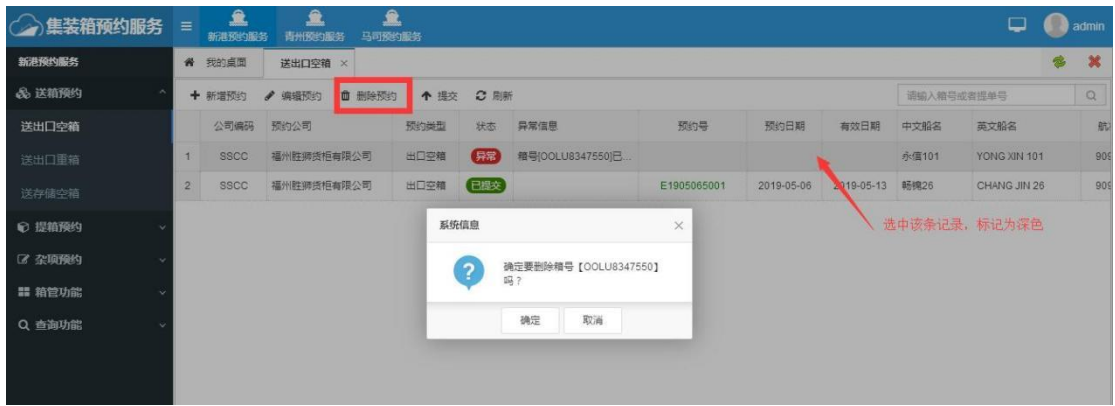 集装箱预约服务
新港预约服务 青州预约服务 马司预约服务
admin
新港预约服务
我的桌面 送出口空箱 ×
送箱预约
送出口空箱
送出口重箱
送存储空箱
提箱预约
杂项预约
箱管功能
查询功能
新增预约 编辑预约 删除预约 提交 刷新
请输入箱号或者提单号
公司编码 预约公司 预约类型 状态 异常信息 预约号 预约日期 有效日期 中文船名 英文船名
1 SSCC 福州胜狮货柜有限公司 出口空箱 异常 箱号[OOLU8347550]已... YONG XIN 101 909
2 SSCC 福州胜狮货柜有限公司 出口空箱 已提交 E1905065001 2019-05-06 2019-05-13 CHANG JIN 26 909
选中该条记录，标记为深色
系统信息 ×
确定要删除箱号【OOLU8347550】
吗？
确定 取消